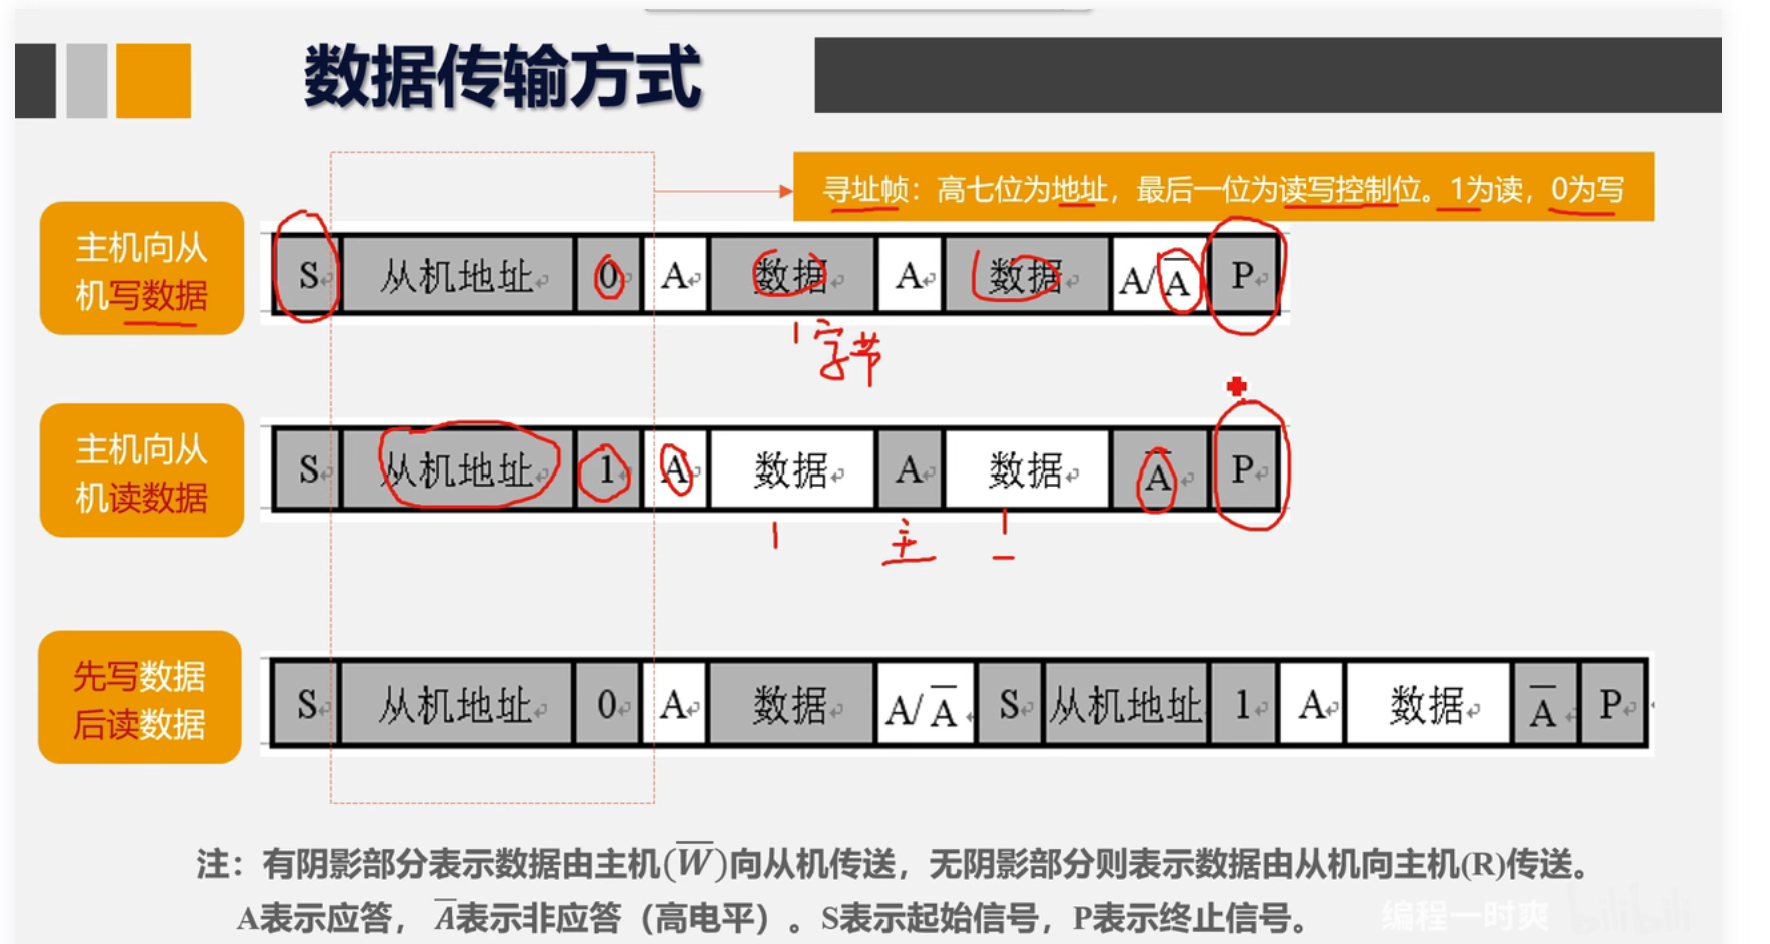 数据传输方式
寻址帧：高七位为地址，最后一位为读写控制位。1为读，0为写
主机向从
机写数据
S 从机地址 0 A 数据 A 数据 A/A̅ P
1字节
主机向从
机读数据
S 从机地址 1 A 数据 A 数据 A̅ P
主
先写数据
后读数据
S 从机地址 0 A 数据 A/A̅ S 从机地址 1 A 数据 A̅ P
注：有阴影部分表示数据由主机(W̅)向从机传送，无阴影部分则表示数据由从机向主机(R)传送。
A表示应答，A̅表示非应答（高电平）。S表示起始信号，P表示终止信号。
编程一时爽 bilibili